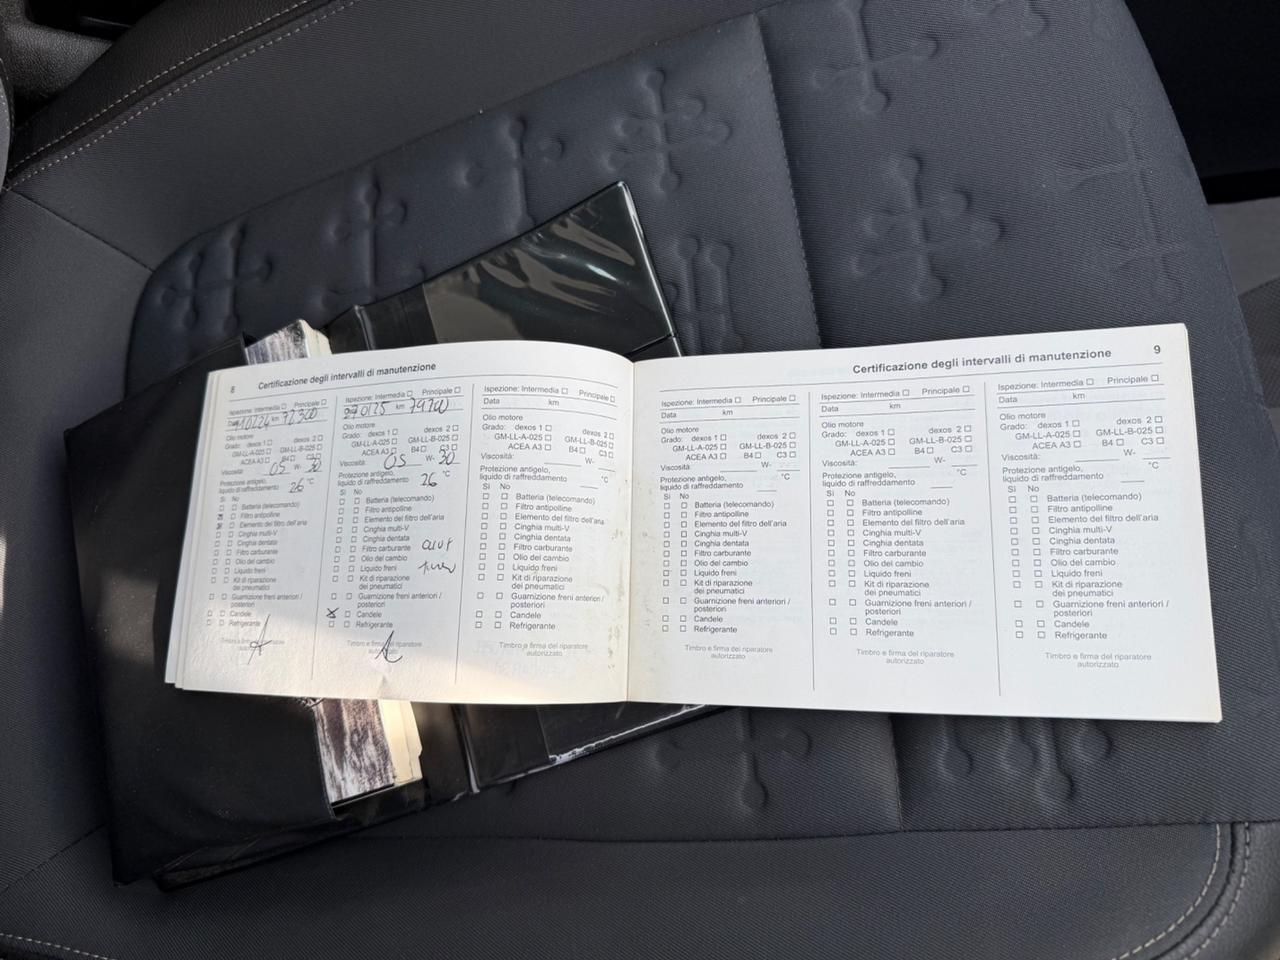 8 Certificazione degli intervalli di manutenzione
Ispezione: Intermedia ☐ Principale ☐
Data 110224 km 77300
Olio motore
Grado: dexos 1 ☐ dexos 2 ☐
GM-LL-A-025 ☐ GM-LL-B-025 ☐
ACEA A3 ☐ B4 ☐ C3 ☐
Viscosità: 05 W- 30
Protezione antigelo,
liquido di raffreddamento 26 °C
Sì No
☐ ☐ Batteria (telecomando)
☒ ☐ Filtro antipolline
☒ ☐ Elemento del filtro dell'aria
☐ ☐ Cinghia multi-V
☐ ☐ Cinghia dentata
☐ ☐ Filtro carburante
☐ ☐ Olio del cambio
☐ ☐ Liquido freni
☐ ☐ Kit di riparazione
dei pneumatici
☐ ☐ Guarnizione freni anteriori /
posteriori
☐ ☐ Candele
☐ ☐ Refrigerante
Timbro e firma del riparatore
autorizzato
Ispezione: Intermedia ☐ Principale ☐
Data 270125 km 79700
Olio motore
Grado: dexos 1 ☐ dexos 2 ☐
GM-LL-A-025 ☐ GM-LL-B-025 ☐
ACEA A3 ☐ B4 ☐ C3 ☐
Viscosità: 05 W- 30
Protezione antigelo,
liquido di raffreddamento 26 °C
Sì No
☐ ☐ Batteria (telecomando)
☐ ☐ Filtro antipolline
☐ ☐ Elemento del filtro dell'aria
☐ ☐ Cinghia multi-V
☐ ☐ Cinghia dentata
☐ ☐ Filtro carburante
☐ ☐ Olio del cambio
☐ ☐ Liquido freni
☐ ☐ Kit di riparazione
dei pneumatici
☐ ☐ Guarnizione freni anteriori /
posteriori
☒ ☐ Candele
☐ ☐ Refrigerante
Timbro e firma del riparatore
autorizzato
Ispezione: Intermedia ☐ Principale ☐
Data km
Olio motore
Grado: dexos 1 ☐ dexos 2 ☐
GM-LL-A-025 ☐ GM-LL-B-025 ☐
ACEA A3 ☐ B4 ☐ C3 ☐
Viscosità: W-
Protezione antigelo,
liquido di raffreddamento °C
Sì No
☐ ☐ Batteria (telecomando)
☐ ☐ Filtro antipolline
☐ ☐ Elemento del filtro dell'aria
☐ ☐ Cinghia multi-V
☐ ☐ Cinghia dentata
☐ ☐ Filtro carburante
☐ ☐ Olio del cambio
☐ ☐ Liquido freni
☐ ☐ Kit di riparazione
dei pneumatici
☐ ☐ Guarnizione freni anteriori /
posteriori
☐ ☐ Candele
☐ ☐ Refrigerante
Timbro e firma del riparatore
autorizzato
Certificazione degli intervalli di manutenzione 9
Ispezione: Intermedia ☐ Principale ☐
Data km
Olio motore
Grado: dexos 1 ☐ dexos 2 ☐
GM-LL-A-025 ☐ GM-LL-B-025 ☐
ACEA A3 ☐ B4 ☐ C3 ☐
Viscosità: W-
Protezione antigelo,
liquido di raffreddamento °C
Sì No
☐ ☐ Batteria (telecomando)
☐ ☐ Filtro antipolline
☐ ☐ Elemento del filtro dell'aria
☐ ☐ Cinghia multi-V
☐ ☐ Cinghia dentata
☐ ☐ Filtro carburante
☐ ☐ Olio del cambio
☐ ☐ Liquido freni
☐ ☐ Kit di riparazione
dei pneumatici
☐ ☐ Guarnizione freni anteriori /
posteriori
☐ ☐ Candele
☐ ☐ Refrigerante
Timbro e firma del riparatore
autorizzato
Ispezione: Intermedia ☐ Principale ☐
Data km
Olio motore
Grado: dexos 1 ☐ dexos 2 ☐
GM-LL-A-025 ☐ GM-LL-B-025 ☐
ACEA A3 ☐ B4 ☐ C3 ☐
Viscosità: W-
Protezione antigelo,
liquido di raffreddamento °C
Sì No
☐ ☐ Batteria (telecomando)
☐ ☐ Filtro antipolline
☐ ☐ Elemento del filtro dell'aria
☐ ☐ Cinghia multi-V
☐ ☐ Cinghia dentata
☐ ☐ Filtro carburante
☐ ☐ Olio del cambio
☐ ☐ Liquido freni
☐ ☐ Kit di riparazione
dei pneumatici
☐ ☐ Guarnizione freni anteriori /
posteriori
☐ ☐ Candele
☐ ☐ Refrigerante
Timbro e firma del riparatore
autorizzato
Ispezione: Intermedia ☐ Principale ☐
Data km
Olio motore
Grado: dexos 1 ☐ dexos 2 ☐
GM-LL-A-025 ☐ GM-LL-B-025 ☐
ACEA A3 ☐ B4 ☐ C3 ☐
Viscosità: W-
Protezione antigelo,
liquido di raffreddamento °C
Sì No
☐ ☐ Batteria (telecomando)
☐ ☐ Filtro antipolline
☐ ☐ Elemento del filtro dell'aria
☐ ☐ Cinghia multi-V
☐ ☐ Cinghia dentata
☐ ☐ Filtro carburante
☐ ☐ Olio del cambio
☐ ☐ Liquido freni
☐ ☐ Kit di riparazione
dei pneumatici
☐ ☐ Guarnizione freni anteriori /
posteriori
☐ ☐ Candele
☐ ☐ Refrigerante
Timbro e firma del riparatore
autorizzato